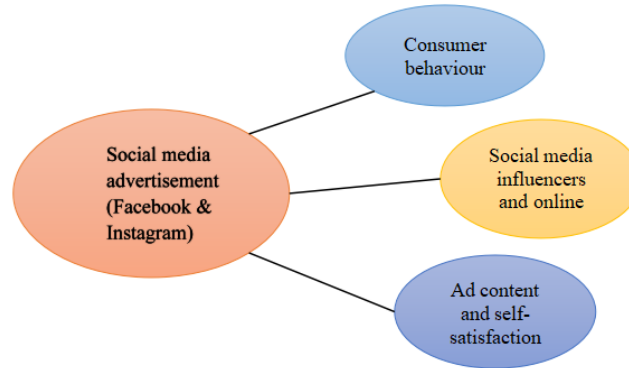 Consumer
behaviour
Social media
advertisement
(Facebook &
Instagram)
Social media
influencers
and online
Ad content
and self-
satisfaction